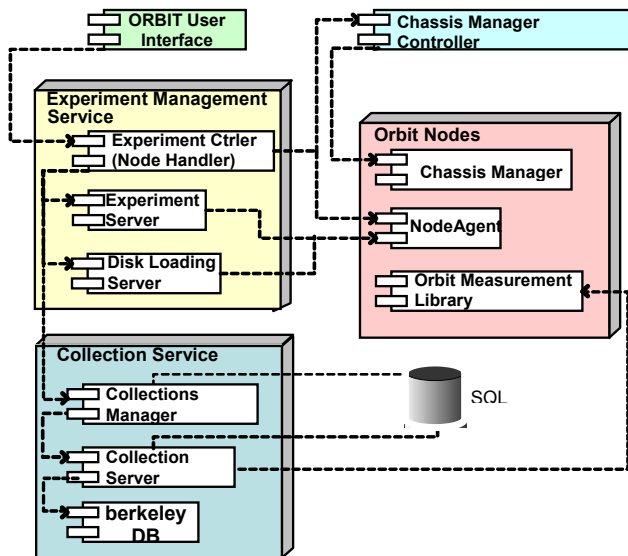 ORBIT User
Interface
Chassis Manager
Controller
Experiment Management
Service
Experiment Ctrler
(Node Handler)
Experiment
Server
Disk Loading
Server
Orbit Nodes
Chassis Manager
NodeAgent
Orbit Measurement
Library
Collection Service
Collections
Manager
Collection
Server
berkeley
DB
SQL